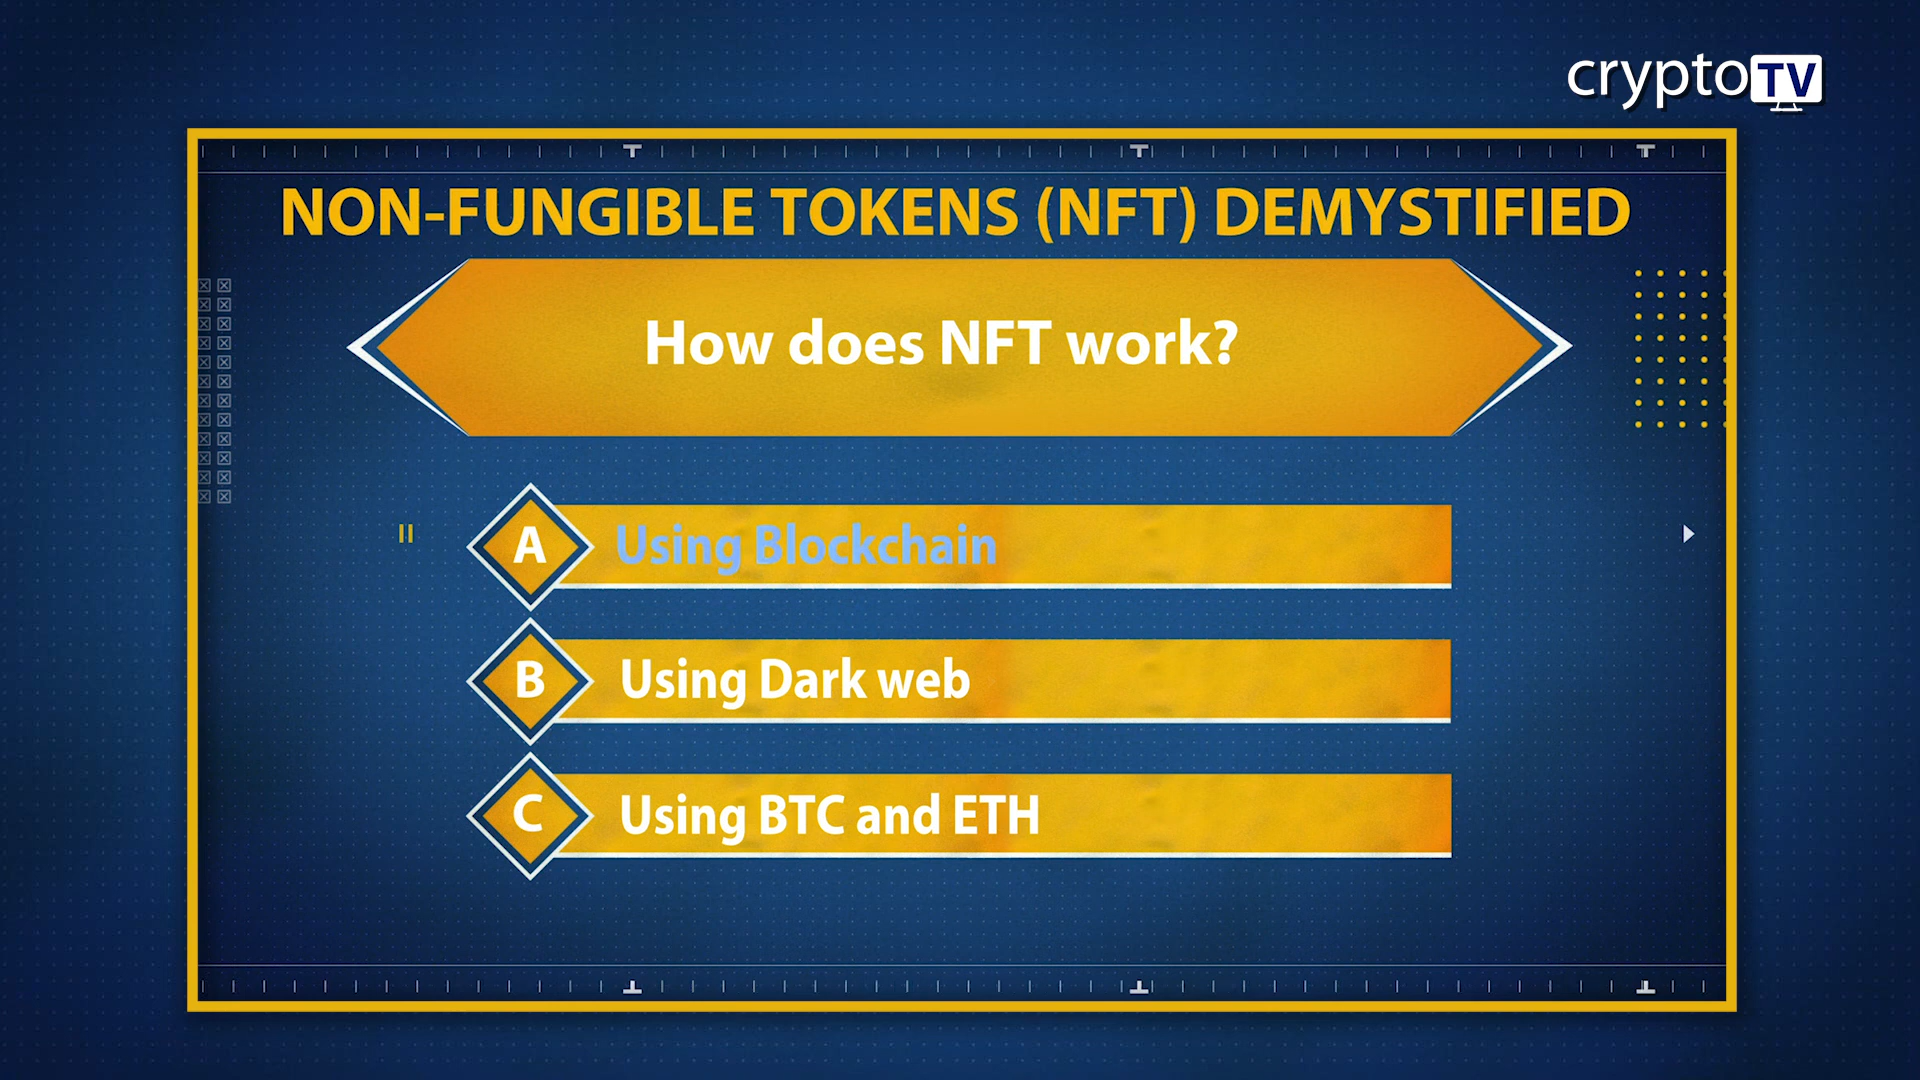 cryptoTV
NON-FUNGIBLE TOKENS (NFT) DEMYSTIFIED
How does NFT work?
A Using Blockchain
B Using Dark web
C Using BTC and ETH